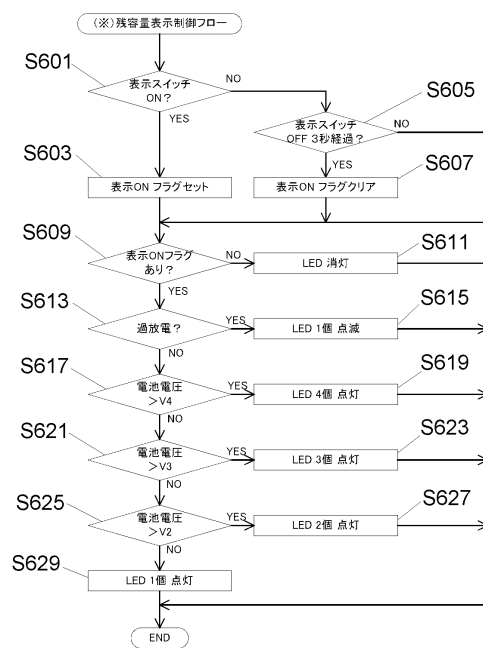 (※)残容量表示制御フロー
S601
表示スイッチ
ON?
NO
YES
S605
表示スイッチ
OFF 3秒経過?
NO
YES
S603
表示ON フラグセット
S607
表示ON フラグクリア
S609
表示ONフラグ
あり?
NO
YES
S611
LED 消灯
S613
過放電?
YES
NO
S615
LED 1個 点滅
S617
電池電圧
>V4
YES
NO
S619
LED 4個 点灯
S621
電池電圧
>V3
YES
NO
S623
LED 3個 点灯
S625
電池電圧
>V2
YES
NO
S627
LED 2個 点灯
S629
LED 1個 点灯
END